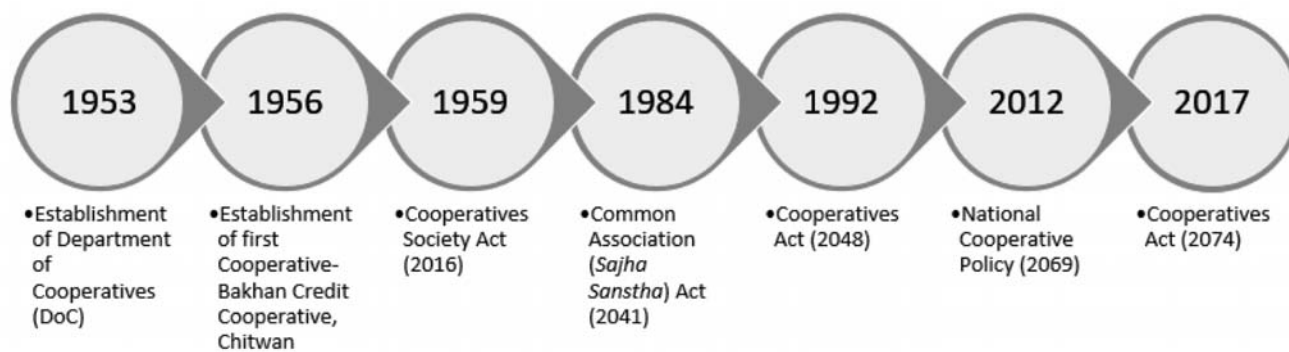 1953
1956
1959
1984
1992
2012
2017
•Establishment
of Department
of
Cooperatives
(DoC)
•Establishment
of first
Cooperative-
Bakhan Credit
Cooperative,
Chitwan
•Cooperatives
Society Act
(2016)
•Common
Association
(Sajha
Sanstha) Act
(2041)
•Cooperatives
Act (2048)
•National
Cooperative
Policy (2069)
•Cooperatives
Act (2074)